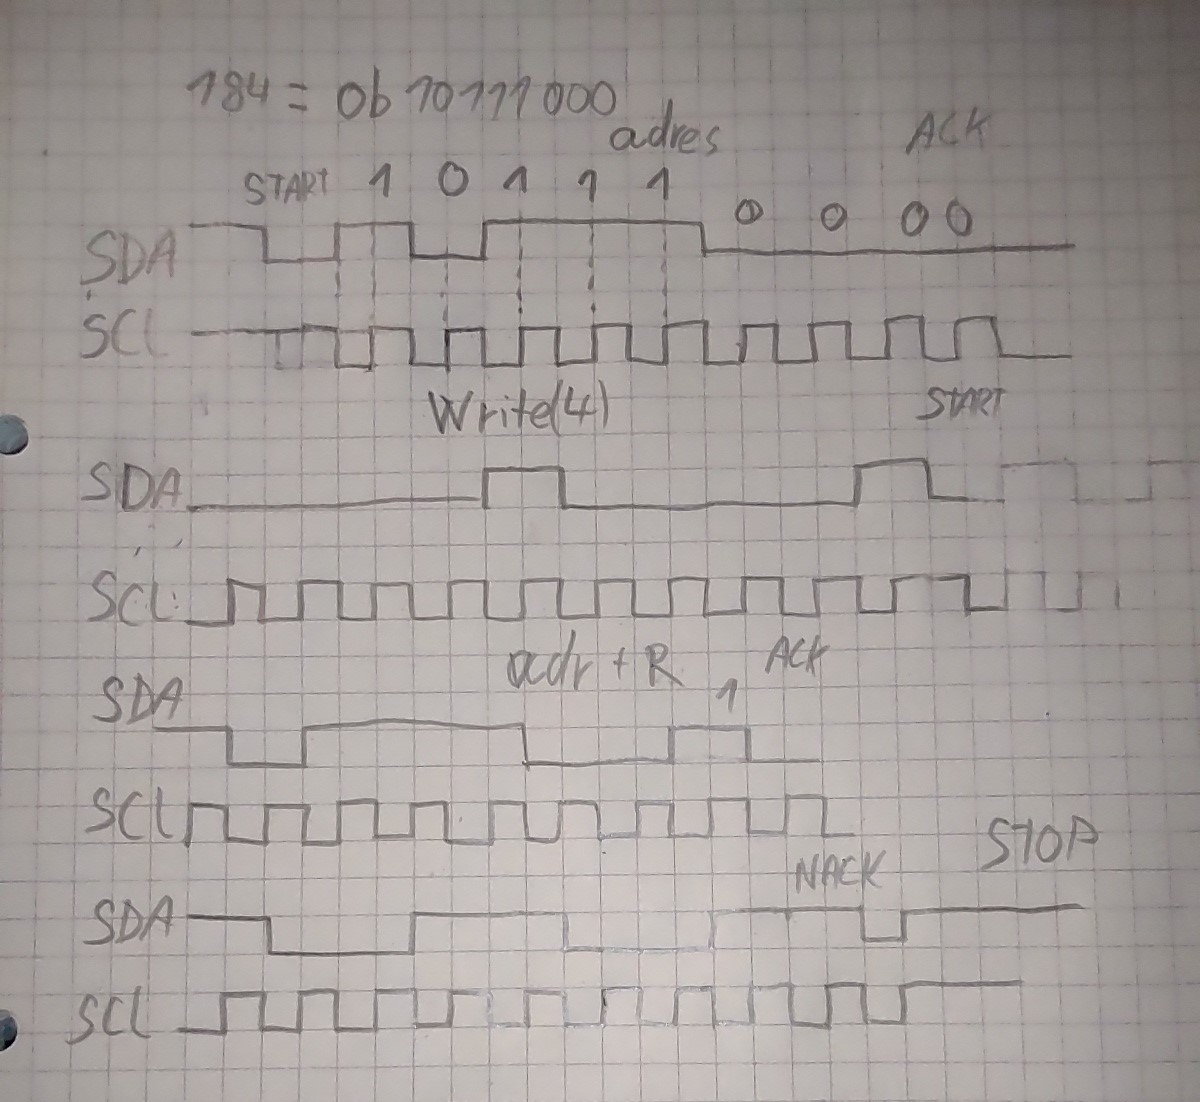 184 = 0b 10111000
adres
ACK
START 1 0 1 1 1 0 0 0 0
SDA
SCL
Write(4)
START
SDA
SCL
adr + R
ACK
SDA
1
SCL
STOP
NACK
SDA
SCL